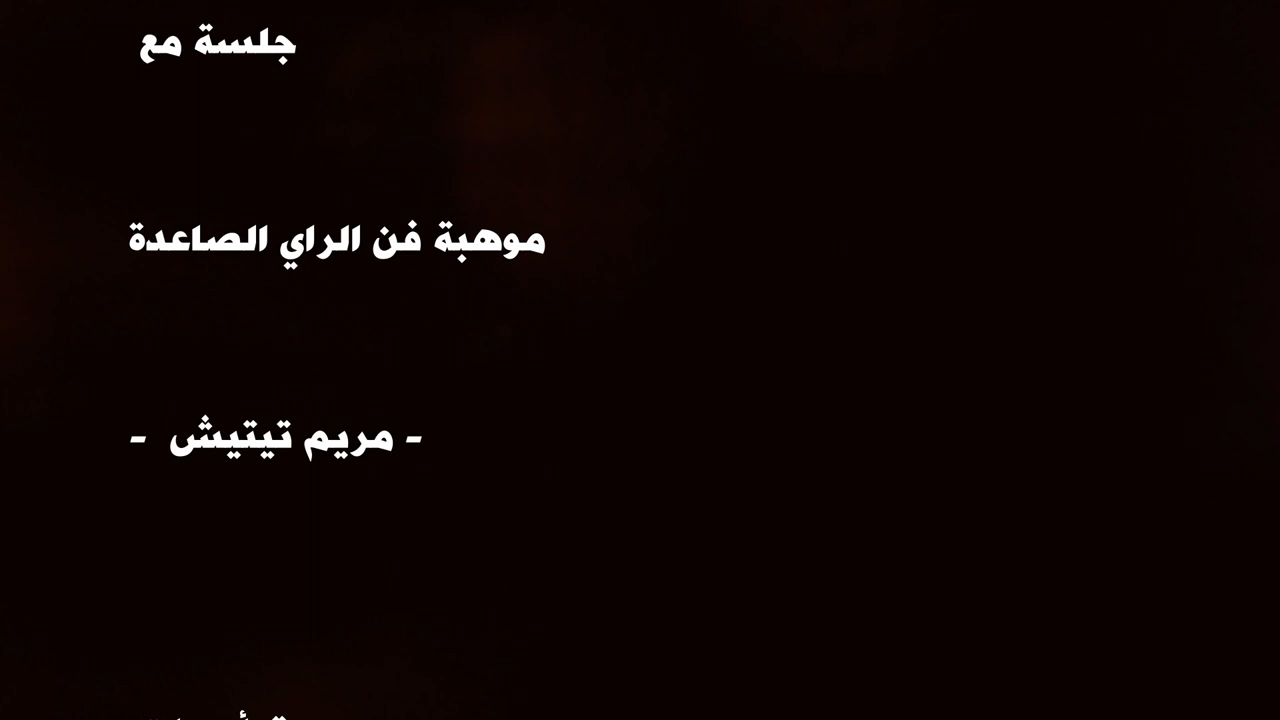 جلسة مع
موهبة فن الراي الصاعدة
- مريم تيتيش -